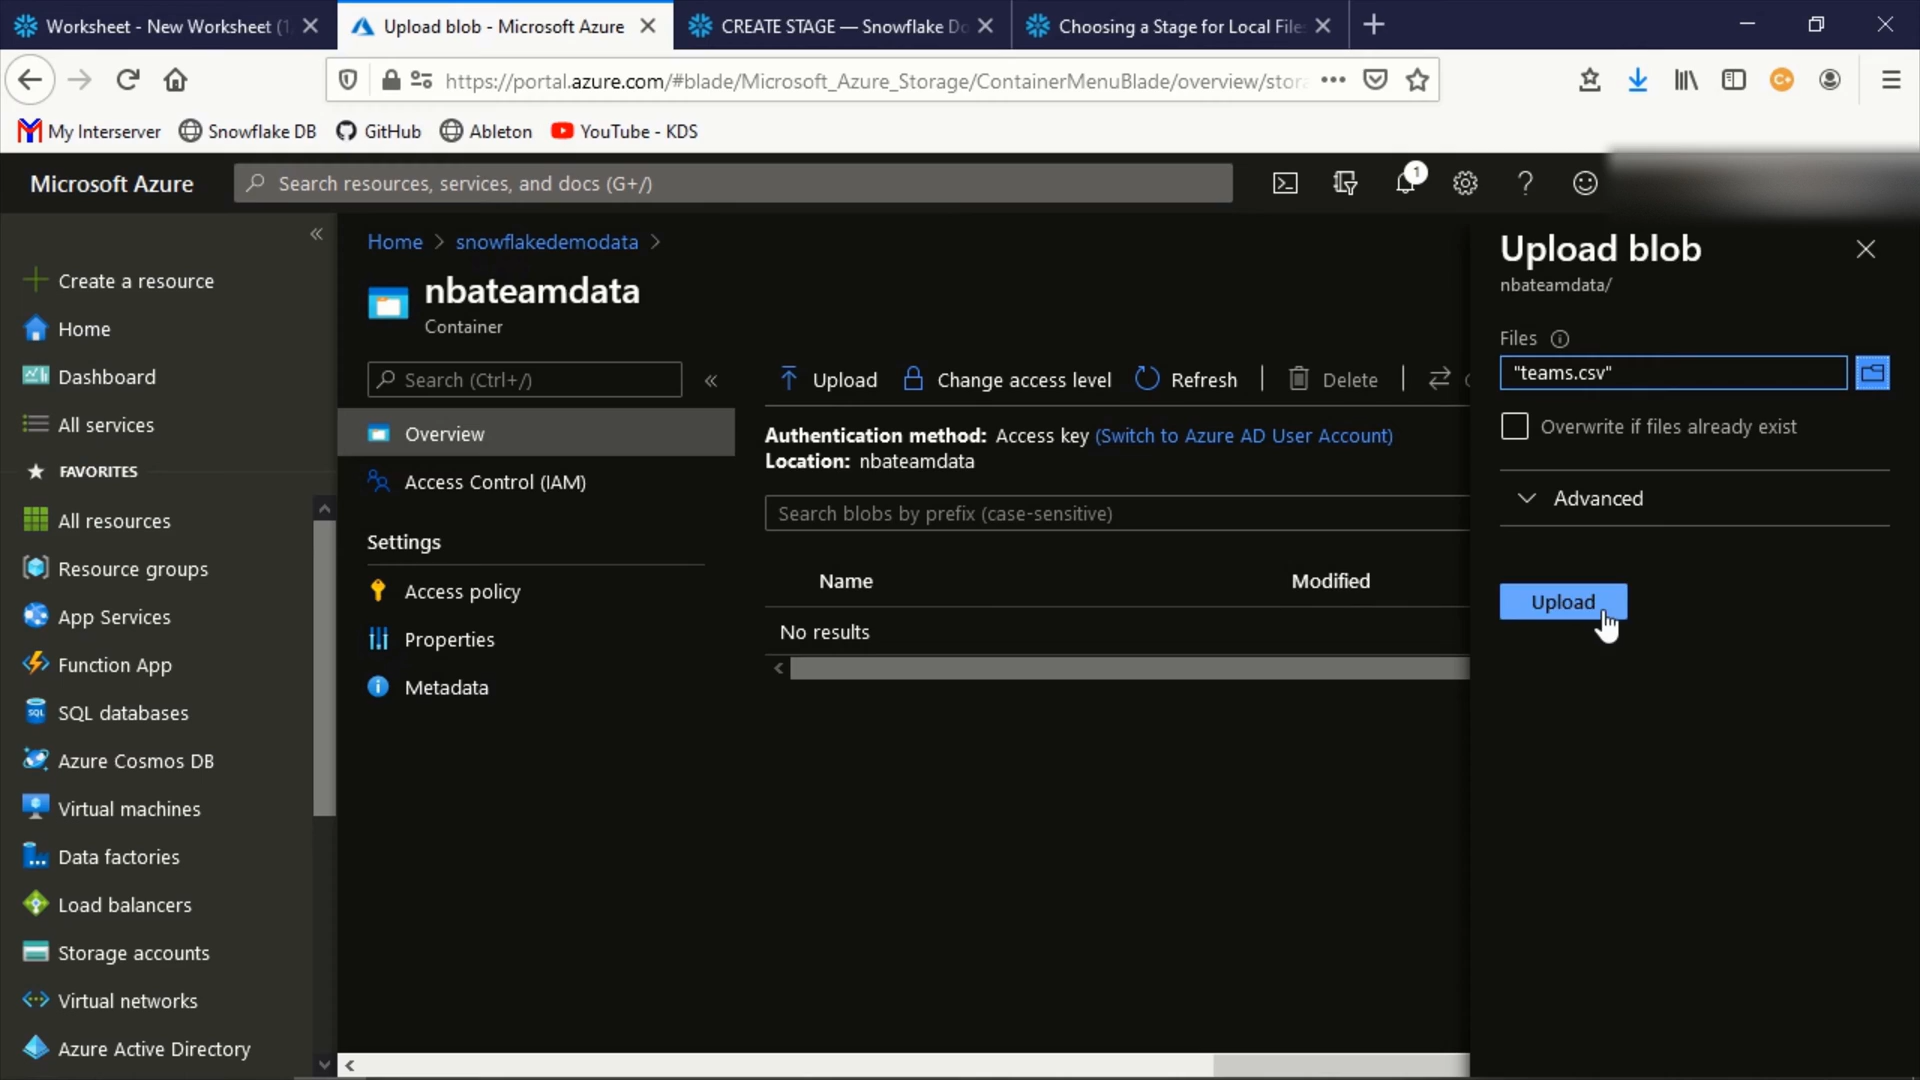 Worksheet - New Worksheet (1
Upload blob - Microsoft Azure
CREATE STAGE — Snowflake Do
Choosing a Stage for Local File
https://portal.azure.com/#blade/Microsoft_Azure_Storage/ContainerMenuBlade/overview/stor
My Interserver
Snowflake DB
GitHub
Ableton
YouTube - KDS
Microsoft Azure
Search resources, services, and docs (G+/)
1
Create a resource
Home
Dashboard
All services
FAVORITES
All resources
Resource groups
App Services
Function App
SQL databases
Azure Cosmos DB
Virtual machines
Data factories
Load balancers
Storage accounts
Virtual networks
Azure Active Directory
Home > snowflakedemodata >
nbateamdata
Container
Search (Ctrl+/)
Overview
Access Control (IAM)
Settings
Access policy
Properties
Metadata
Upload
Change access level
Refresh
Delete
Authentication method: Access key (Switch to Azure AD User Account)
Location: nbateamdata
Search blobs by prefix (case-sensitive)
Name
Modified
No results
Upload blob
nbateamdata/
Files
"teams.csv"
Overwrite if files already exist
Advanced
Upload